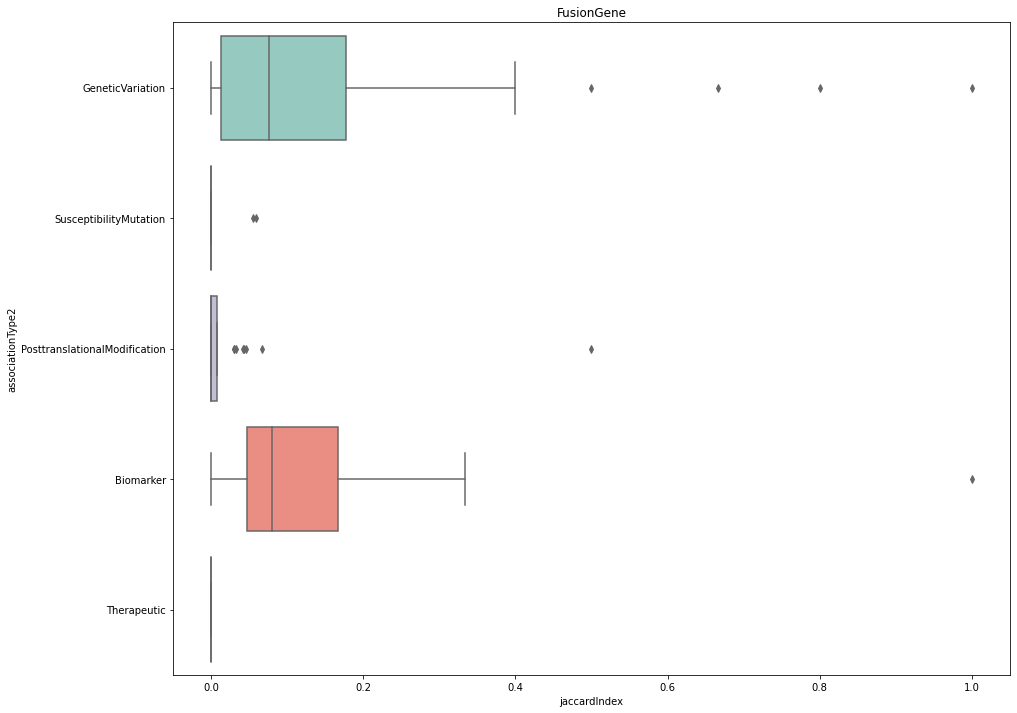 FusionGene
associationType2
GeneticVariation
SusceptibilityMutation
PosttranslationalModification
Biomarker
Therapeutic
0.0 0.2 0.4 0.6 0.8 1.0
jaccardIndex